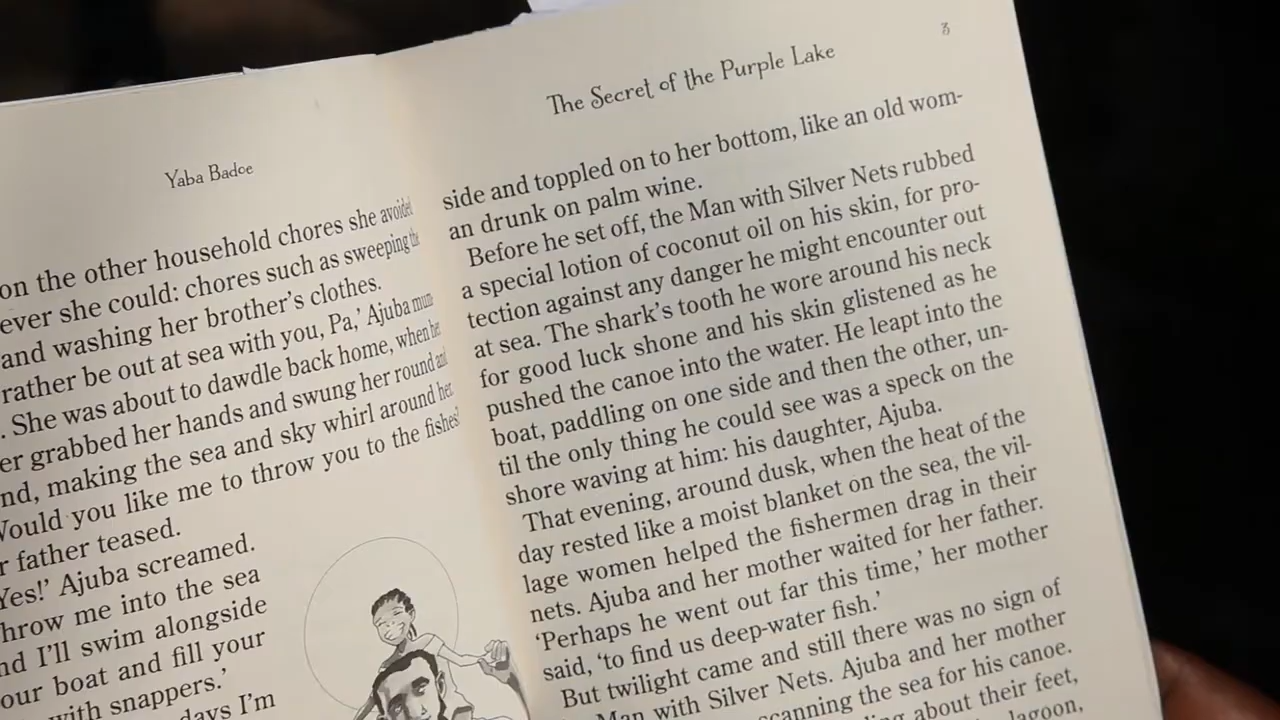 Yaba Badoe
on the other household chores she avoided
ever she could: chores such as sweeping the
and washing her brother's clothes.
rather be out at sea with you, Pa,' Ajuba
. She was about to dawdle back home, when her
er grabbed her hands and swung her round and
nd, making the sea and sky whirl around her.
Would you like me to throw you to the fishes?
r father teased.
Yes!' Ajuba screamed.
hrow me into the sea
nd I'll swim alongside
our boat and fill your
with snappers.'
days I'm
3
The Secret of the Purple Lake
side and toppled on to her bottom, like an old wom-
an drunk on palm wine.
Before he set off, the Man with Silver Nets rubbed
a special lotion of coconut oil on his skin, for pro-
tection against any danger he might encounter out
at sea. The shark's tooth he wore around his neck
for good luck shone and his skin glistened as he
pushed the canoe into the water. He leapt into the
boat, paddling on one side and then the other, un-
til the only thing he could see was a speck on the
shore waving at him: his daughter, Ajuba.
That evening, around dusk, when the heat of the
day rested like a moist blanket on the sea, the vil-
lage women helped the fishermen drag in their
nets. Ajuba and her mother waited for her father.
'Perhaps he went out far this time,' her mother
said, 'to find us deep-water fish.'
But twilight came and still there was no sign of
Man with Silver Nets. Ajuba and her mother
scanning the sea for his canoe.
about their feet,
lagoon,